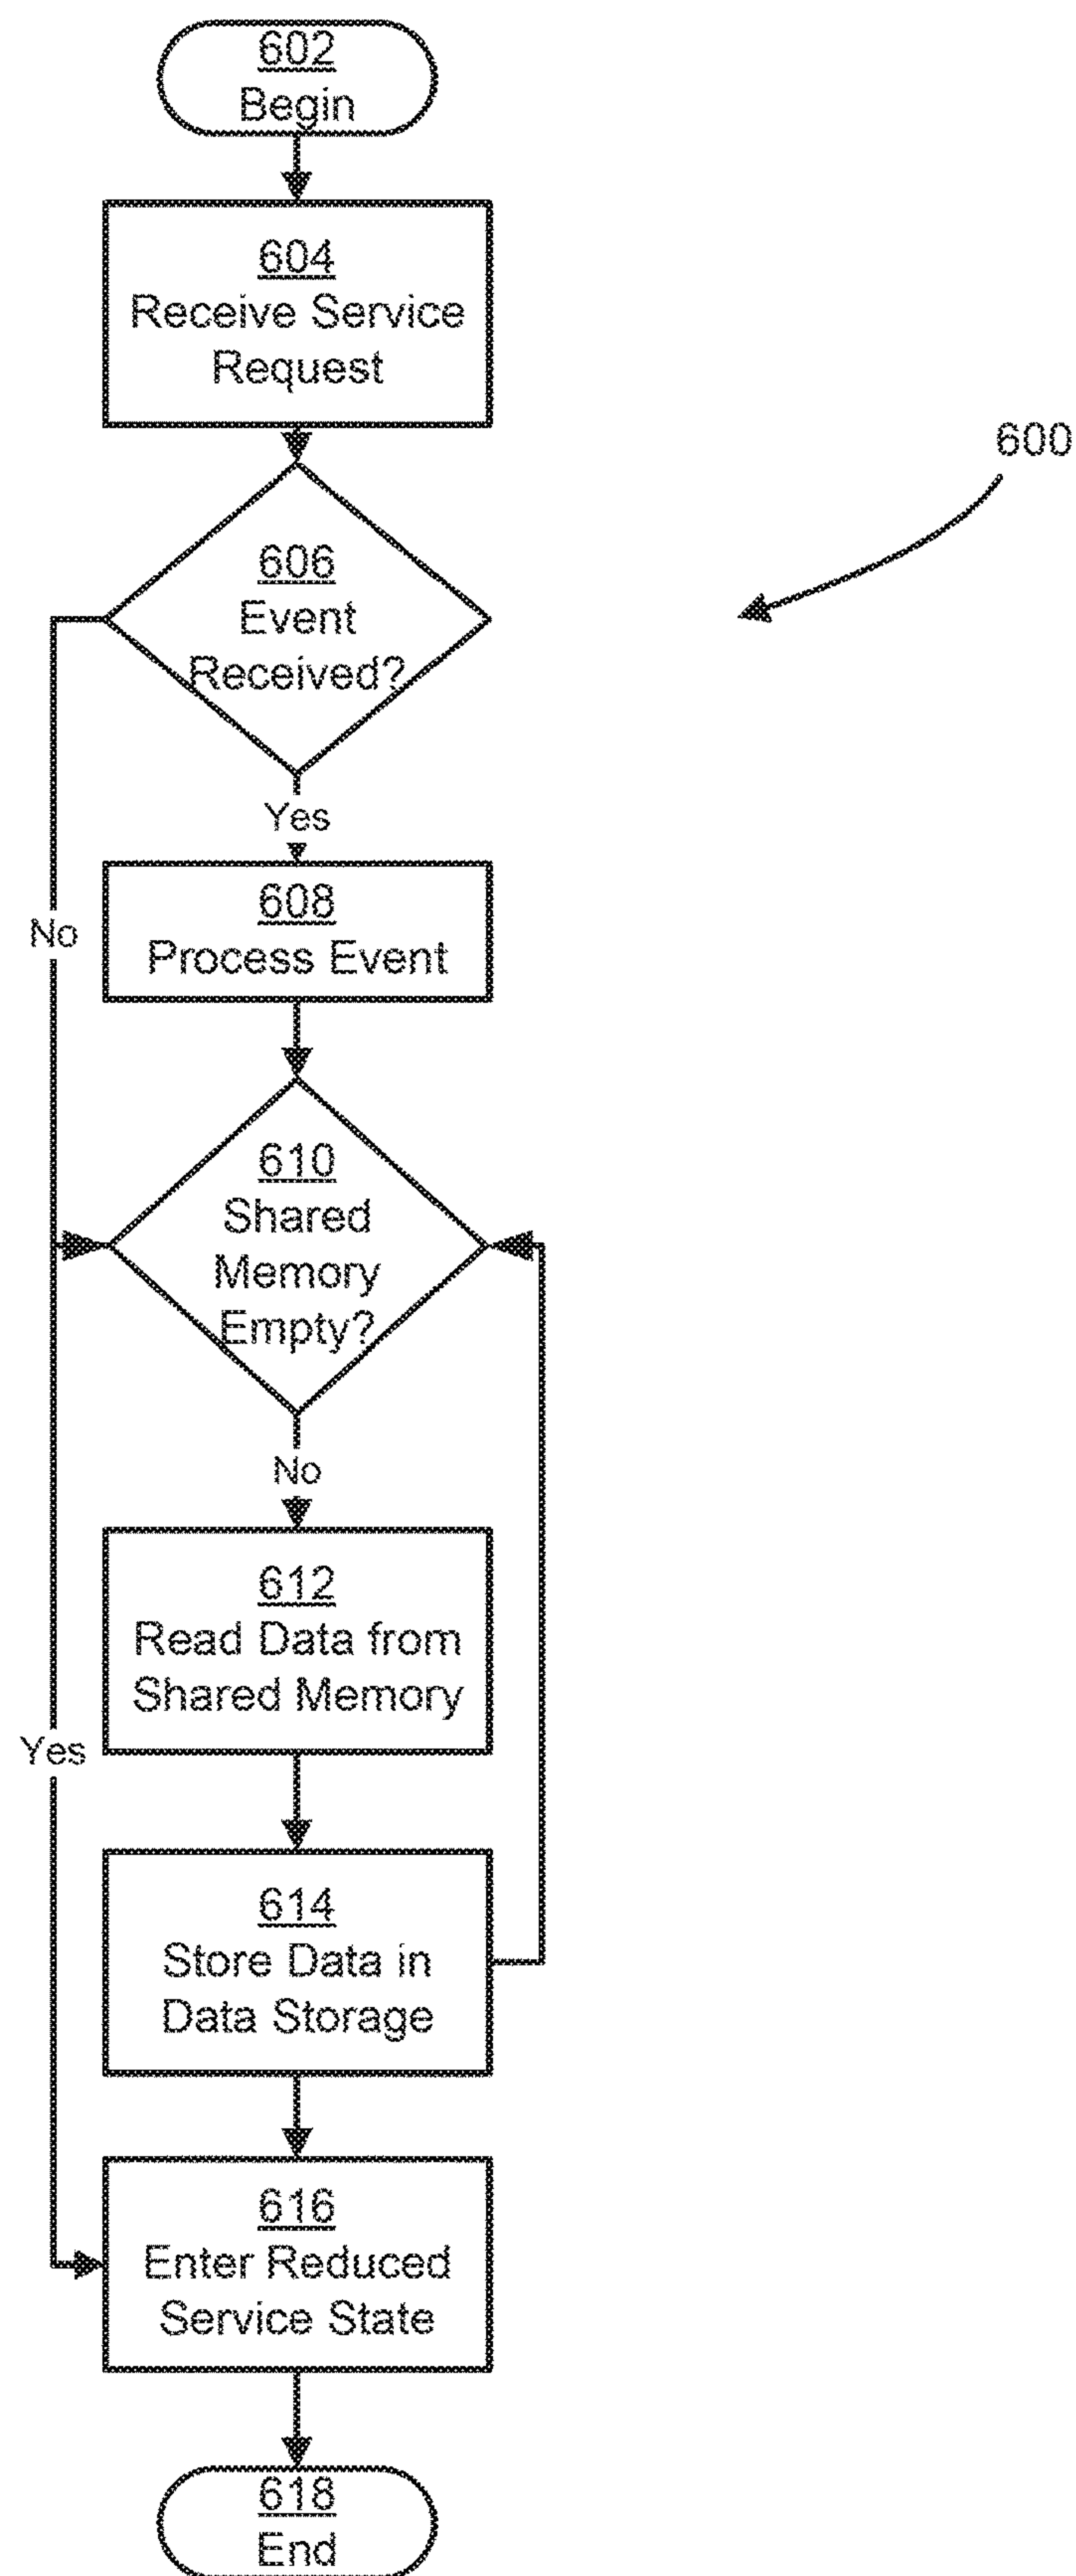 602
Begin
604
Receive Service
Request
600
606
Event
Received?
Yes
608
Process Event
No
610
Shared
Memory
Empty?
No
612
Read Data from
Shared Memory
Yes
614
Store Data in
Data Storage
616
Enter Reduced
Service State
618
End